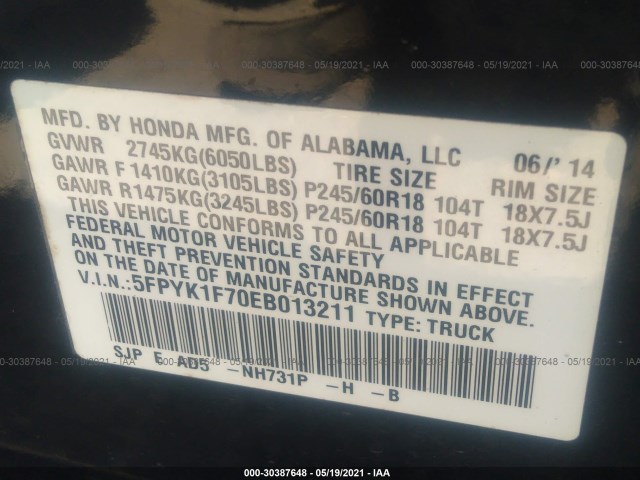 000-30387648 - 05/19/2021 - IAA
MFD. BY HONDA MFG. OF ALABAMA, LLC 06/'14
GVWR 2745KG(6050LBS) TIRE SIZE RIM SIZE
GAWR F 1410KG(3105LBS) P245/60R18 104T 18X7.5J
GAWR R1475KG(3245LBS) P245/60R18 104T 18X7.5J
THIS VEHICLE CONFORMS TO ALL APPLICABLE
FEDERAL MOTOR VEHICLE SAFETY
AND THEFT PREVENTION STANDARDS IN EFFECT
ON THE DATE OF MANUFACTURE SHOWN ABOVE.
V.I.N.:5FPYK1F70EB013211 TYPE: TRUCK
SJP E AD5 -NH731P -H -B
000-30387648 - 05/19/2021 - IAA